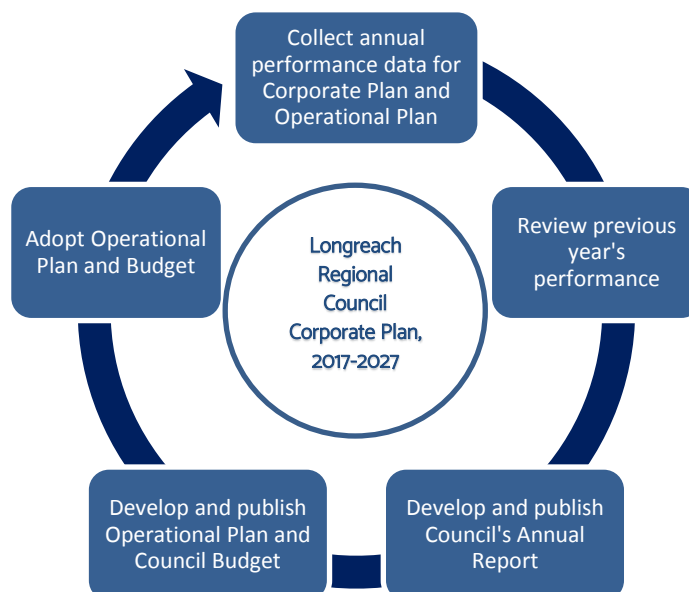 Collect annual
performance data for
Corporate Plan and
Operational Plan
Review previous
year's
performance
Develop and publish
Council's Annual
Report
Develop and publish
Operational Plan and
Council Budget
Adopt Operational
Plan and Budget
Longreach
Regional
Council
Corporate Plan,
2017-2027